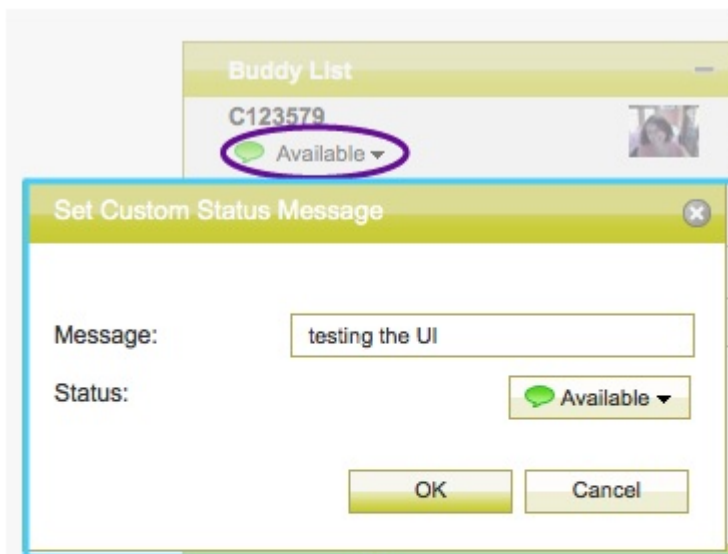 Buddy List
C123579
Available
Set Custom Status Message
Message: testing the UI
Status: Available
OK Cancel